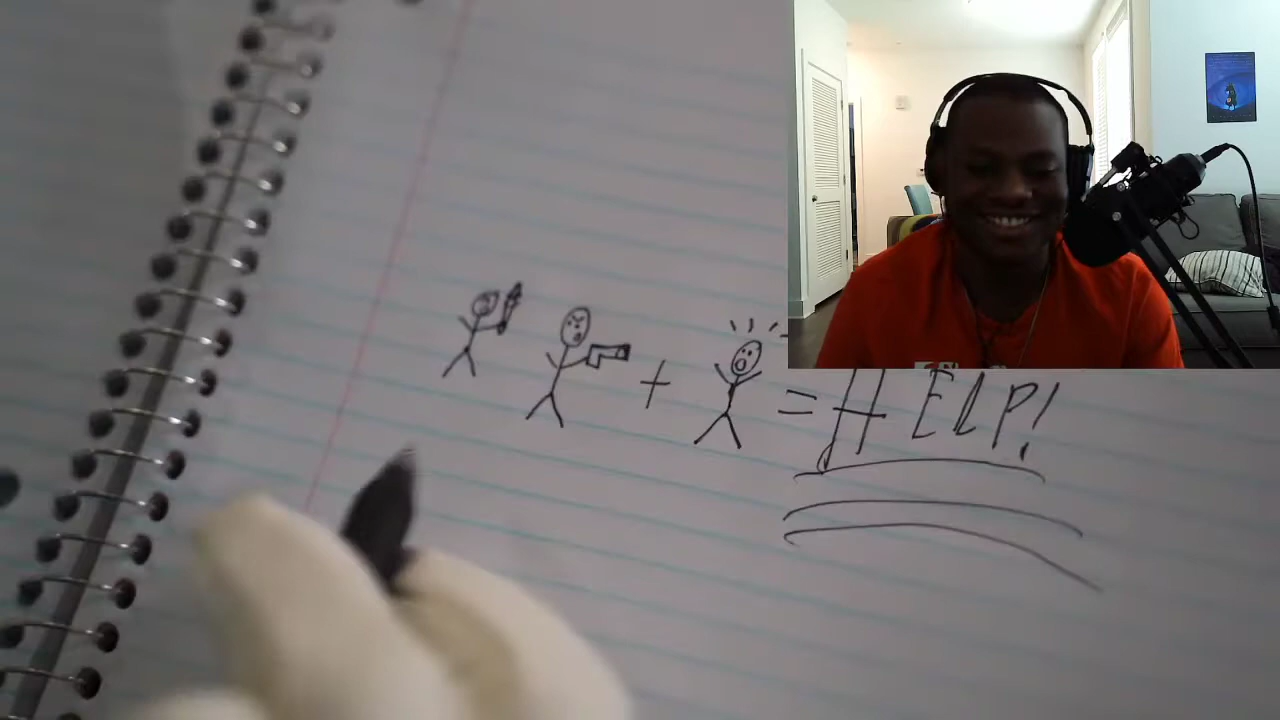 + = HELP!